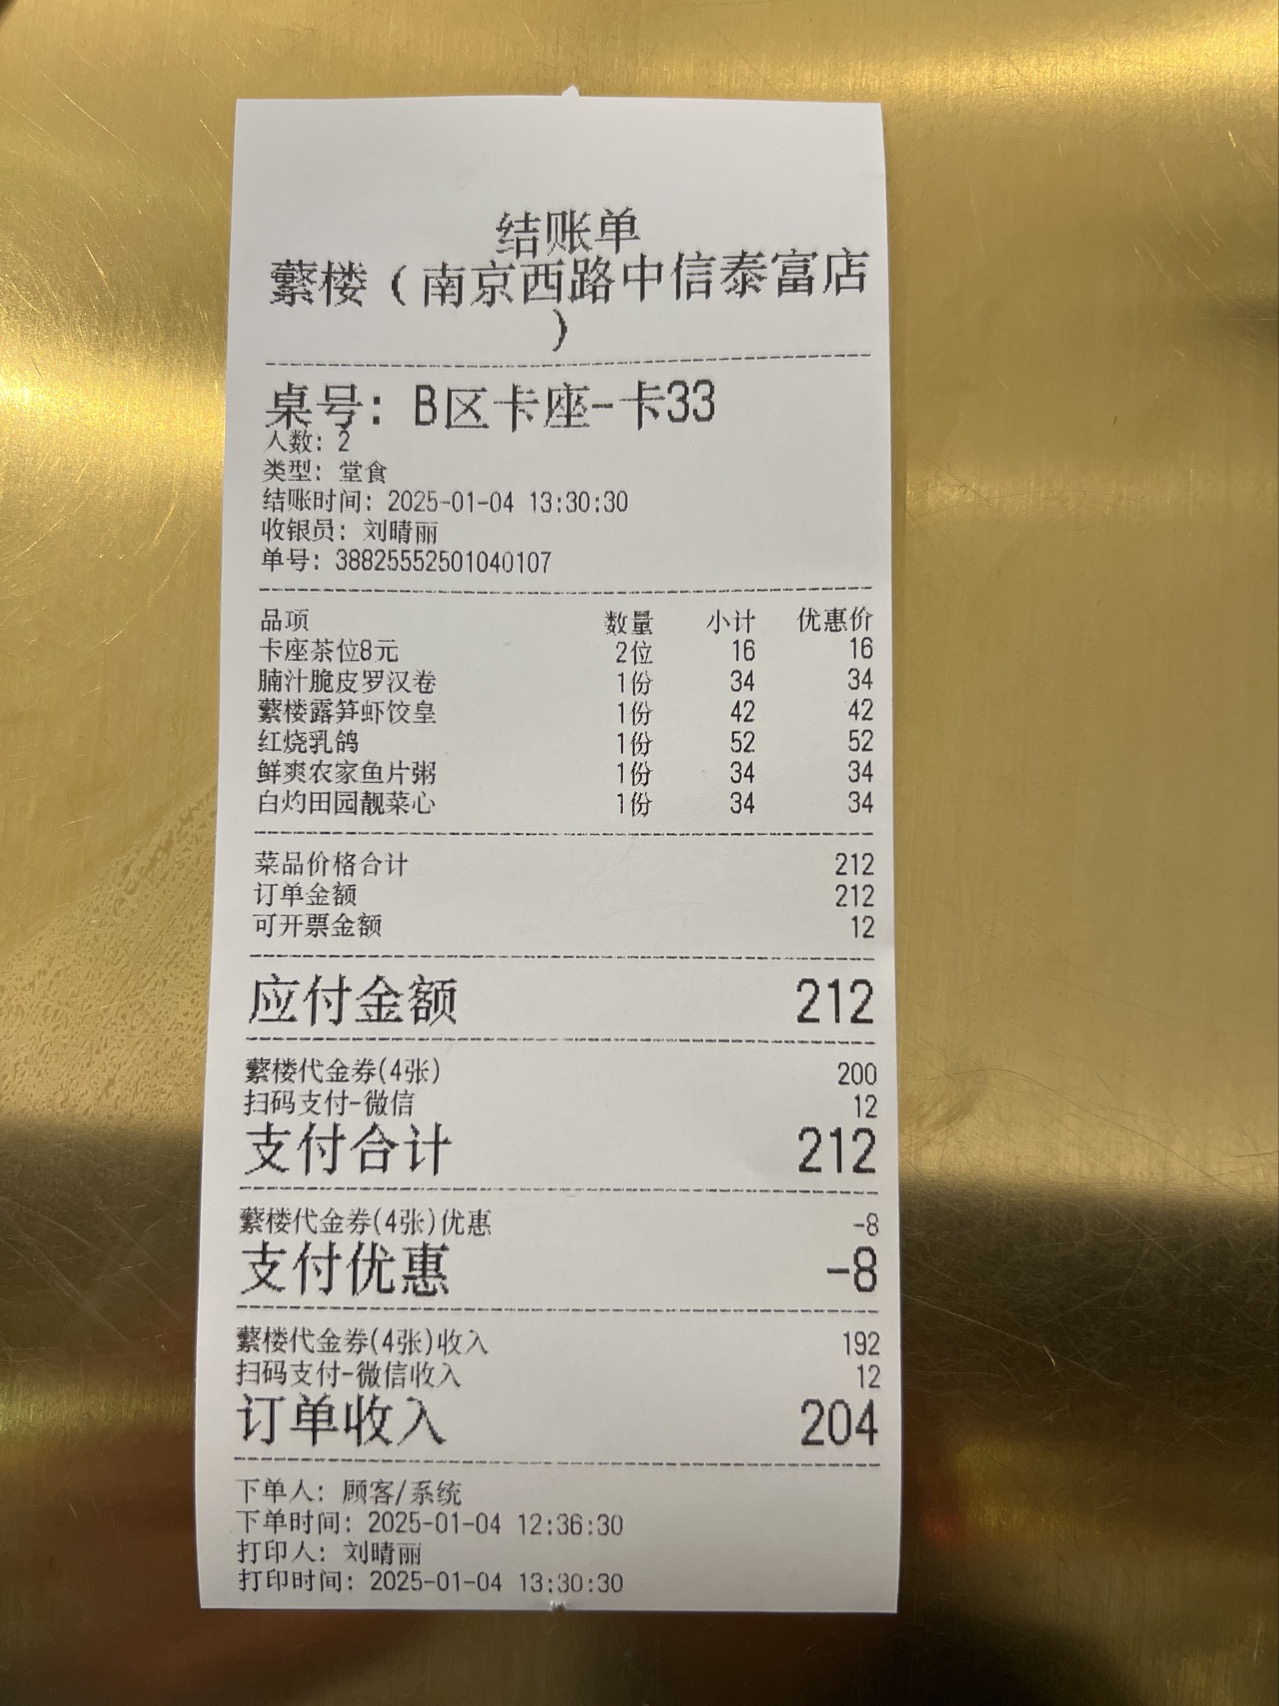 结账单
蘩楼（南京西路中信泰富店
）
桌号: B区卡座-卡33
人数: 2
类型: 堂食
结账时间: 2025-01-04 13:30:30
收银员: 刘晴丽
单号: 38825552501040107
品项 数量 小计 优惠价
卡座茶位8元 2位 16 16
腩汁脆皮罗汉卷 1份 34 34
蘩楼露笋虾饺皇 1份 42 42
红烧乳鸽 1份 52 52
鲜爽农家鱼片粥 1份 34 34
白灼田园靓菜心 1份 34 34
菜品价格合计 212
订单金额 212
可开票金额 12
应付金额 212
蘩楼代金券(4张) 200
扫码支付-微信 12
支付合计 212
蘩楼代金券(4张)优惠 -8
支付优惠 -8
蘩楼代金券(4张)收入 192
扫码支付-微信收入 12
订单收入 204
下单人: 顾客/系统
下单时间: 2025-01-04 12:36:30
打印人: 刘晴丽
打印时间: 2025-01-04 13:30:30